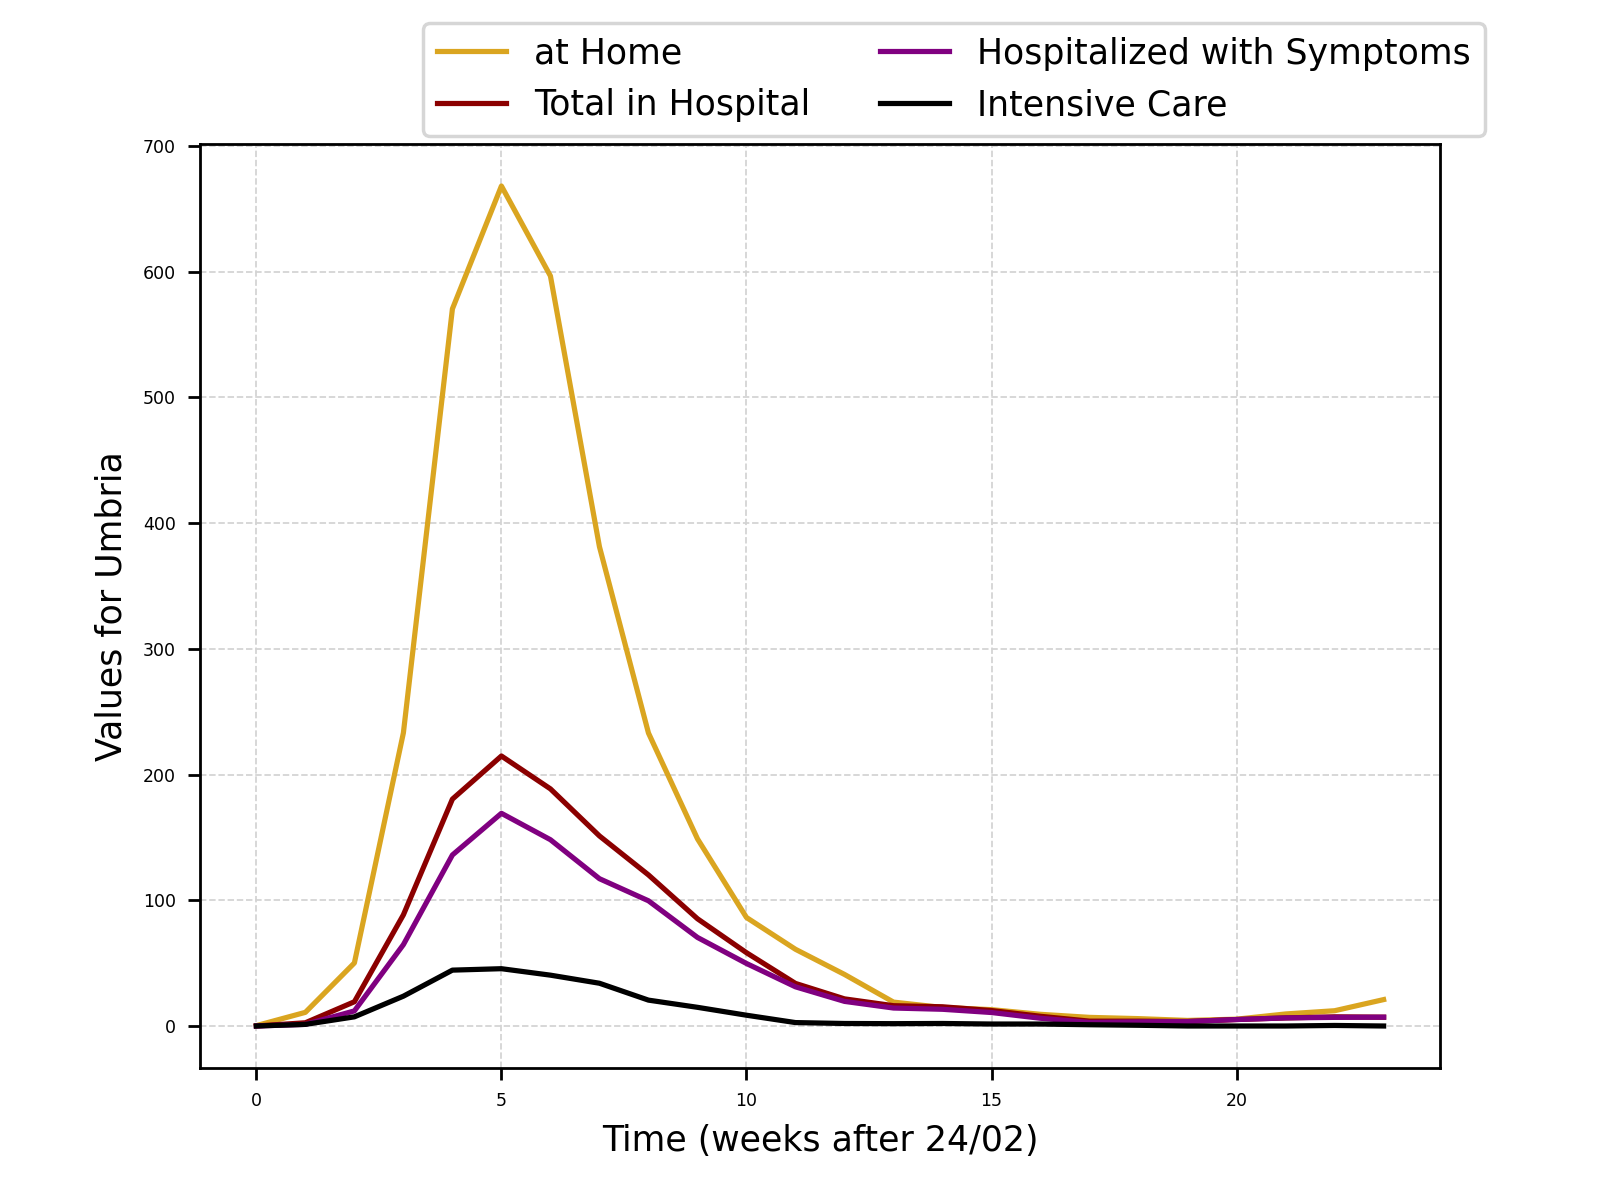 at Home
Total in Hospital
Hospitalized with Symptoms
Intensive Care
700
600
500
400
300
200
100
0
Values for Umbria
0 5 10 15 20
Time (weeks after 24/02)